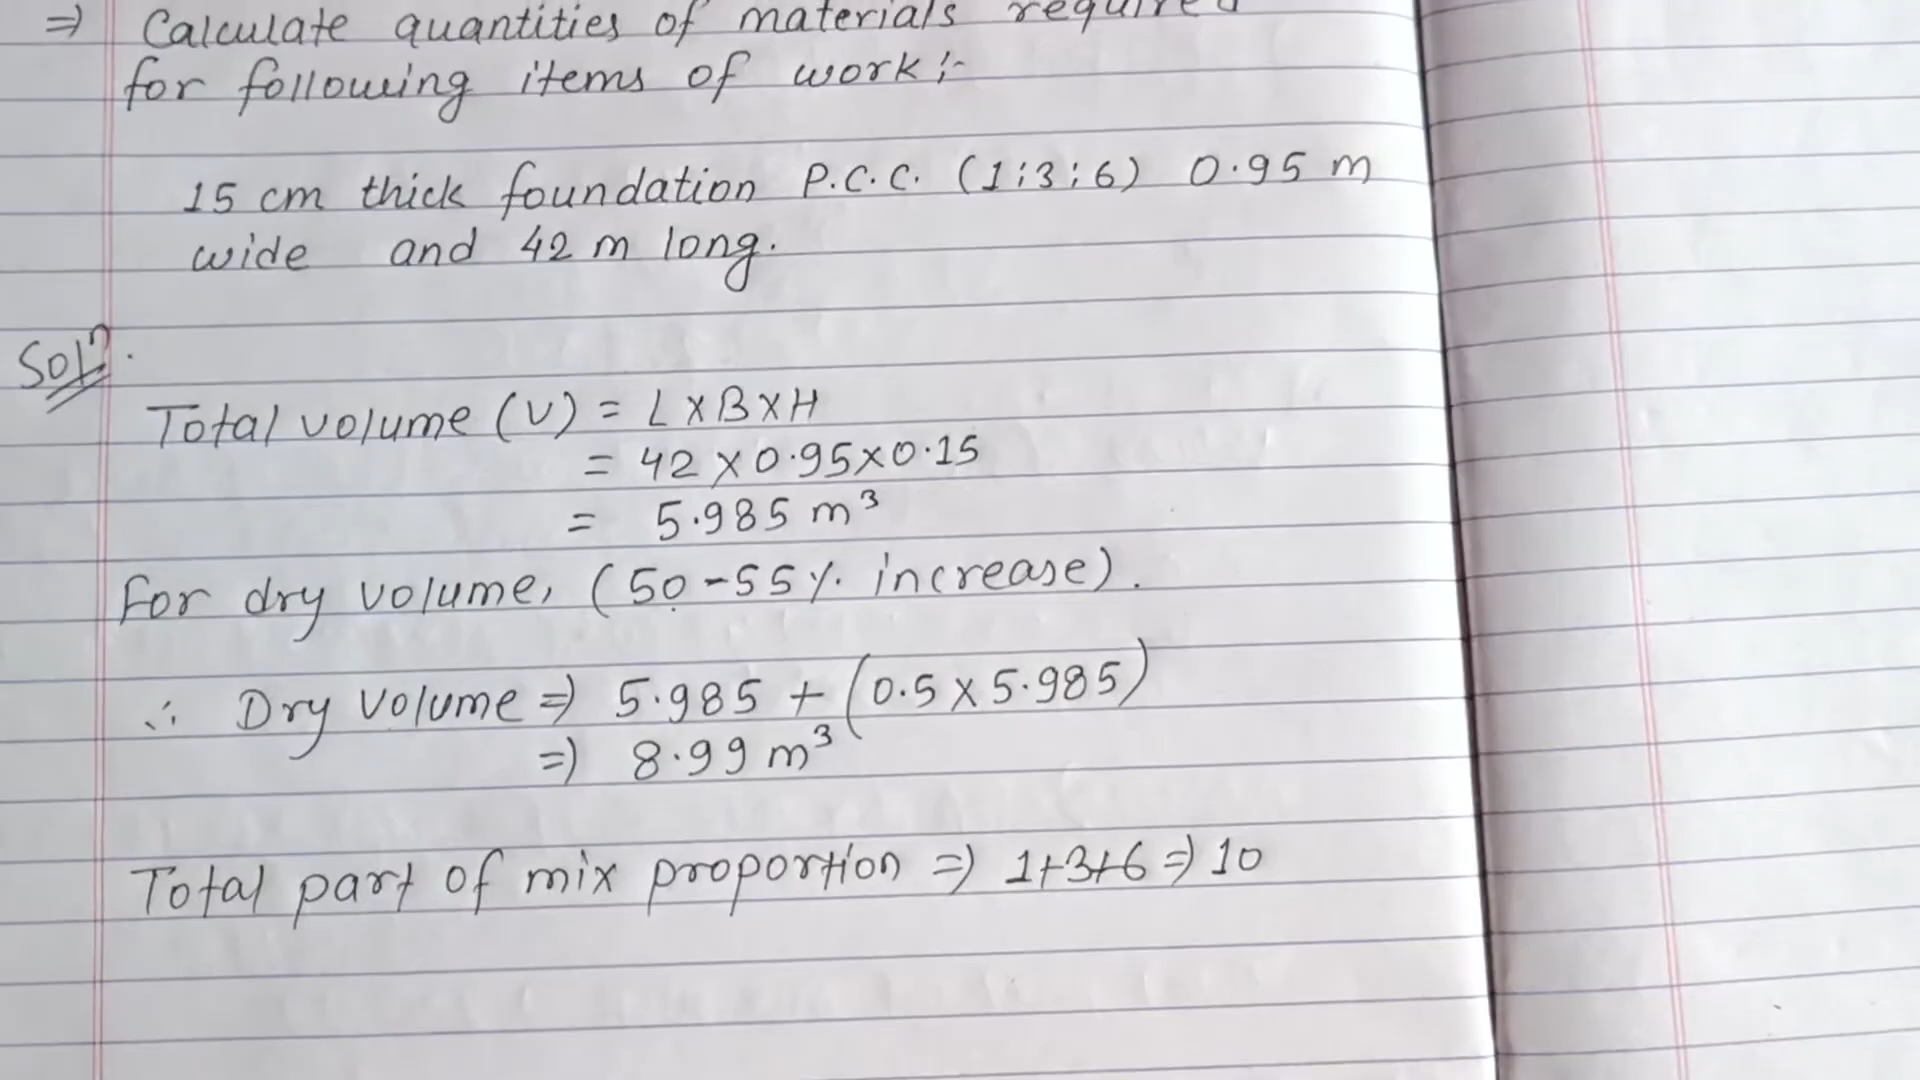 ⇒ Calculate quantities of materials required
for following items of work :-
15 cm thick foundation P.C.C. (1:3:6) 0.95 m
wide and 42 m long.
Solⁿ.
Total volume (V) = L X B X H
= 42 X 0.95 X 0.15
= 5.985 m³
For dry volume, (50-55% increase).
∴ Dry volume ⇒ 5.985 + (0.5 X 5.985)
⇒ 8.99 m³
Total part of mix proportion ⇒ 1+3+6 ⇒ 10